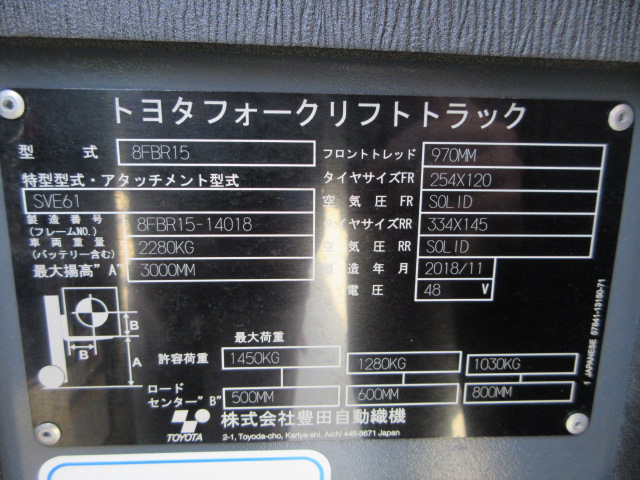 トヨタフォークリフトトラック
型式 8FBR15 フロントトレッド 970MM
特型型式・アタッチメント型式 タイヤサイズFR 254X120
SVE61 空気圧 FR SOLID
製造番号(フレームNO.) 8FBR15-14018 タイヤサイズRR 334X145
車両重量(バッテリー含む) 2280KG 空気圧 RR SOLID
最大揚高"A" 3000MM 製造年月 2018/11
電圧 48 V
B
B
A
最大荷重
許容荷重 1450KG 1280KG 1030KG
ロードセンター"B" 500MM 600MM 800MM
TOYOTA 株式会社豊田自動織機
2-1, Toyoda-cho, Kariya-shi, Aichi 448-8671 Japan
1 JAPANESE 57841-13150-71